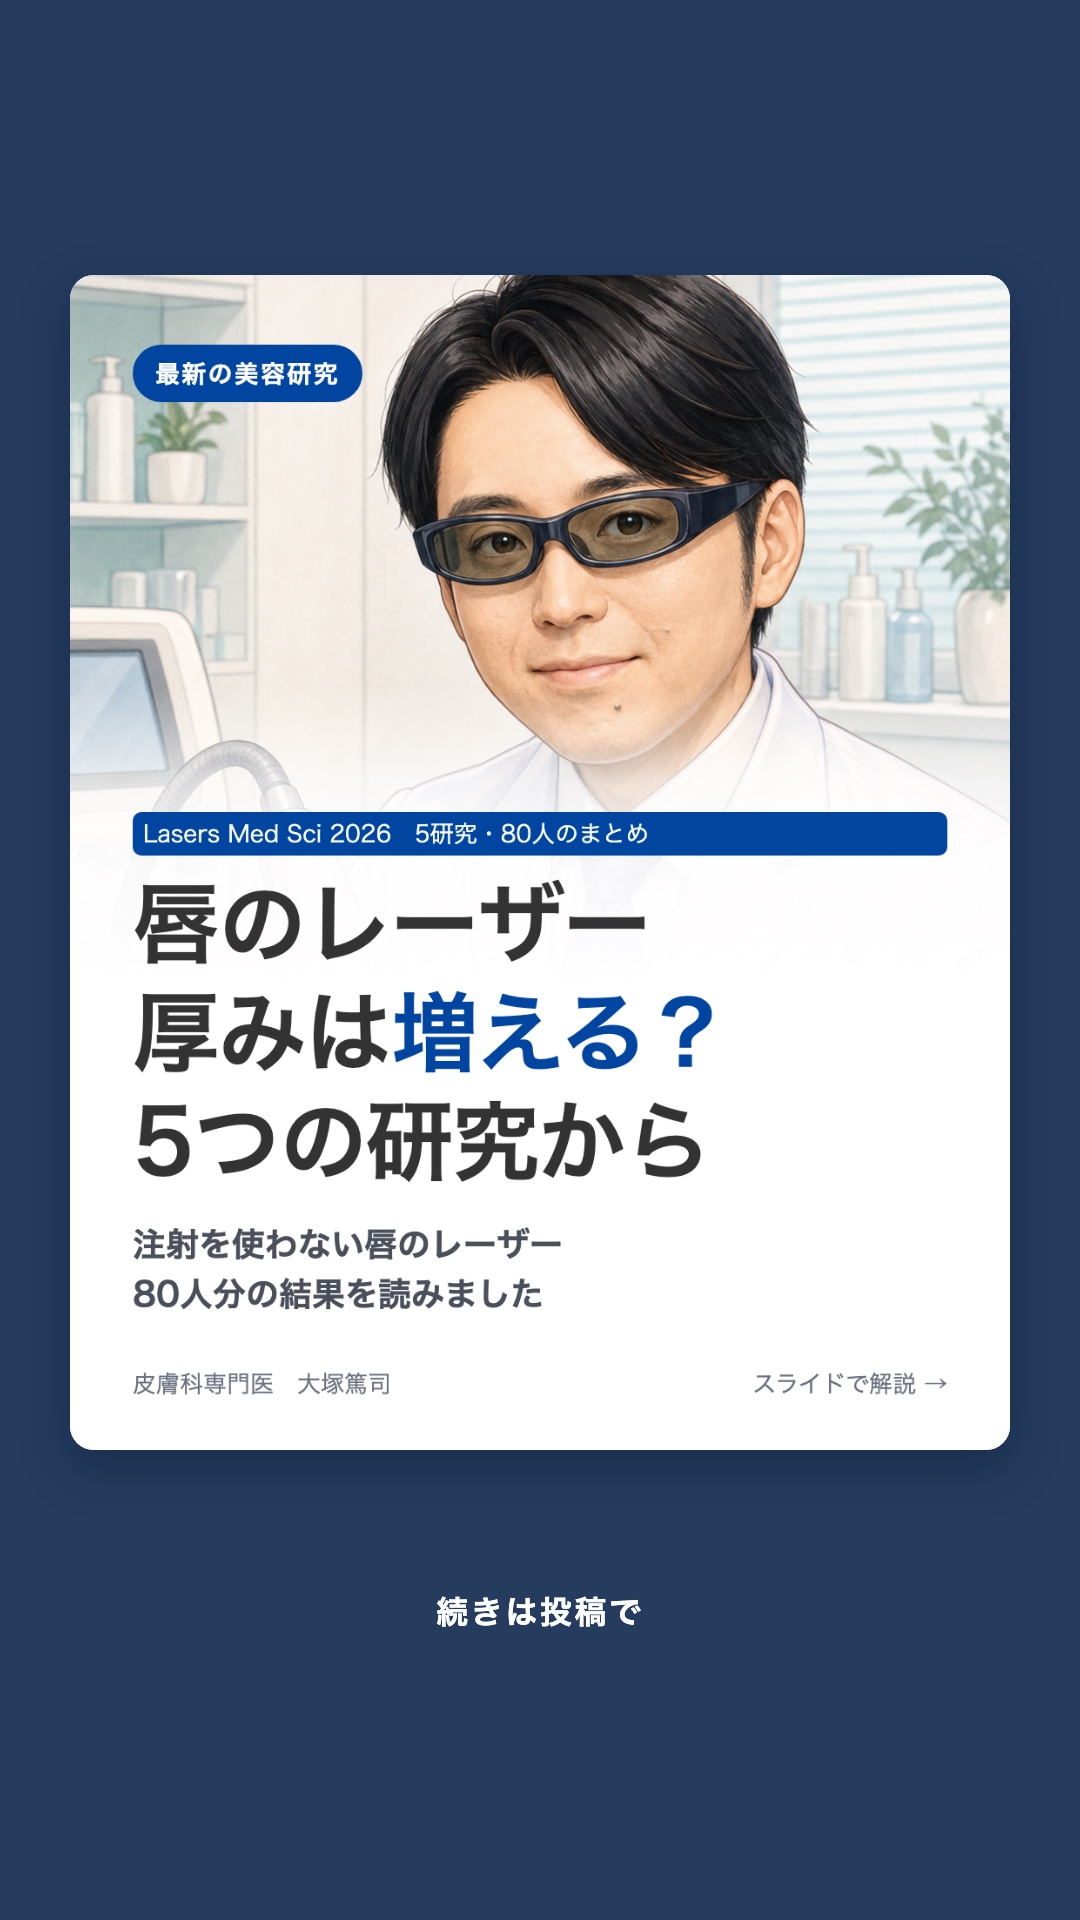 最新の美容研究
Lasers Med Sci 2026　5研究・80人のまとめ
唇のレーザー
厚みは増える？
5つの研究から
注射を使わない唇のレーザー
80人分の結果を読みました
皮膚科専門医　大塚篤司
スライドで解説 →
続きは投稿で